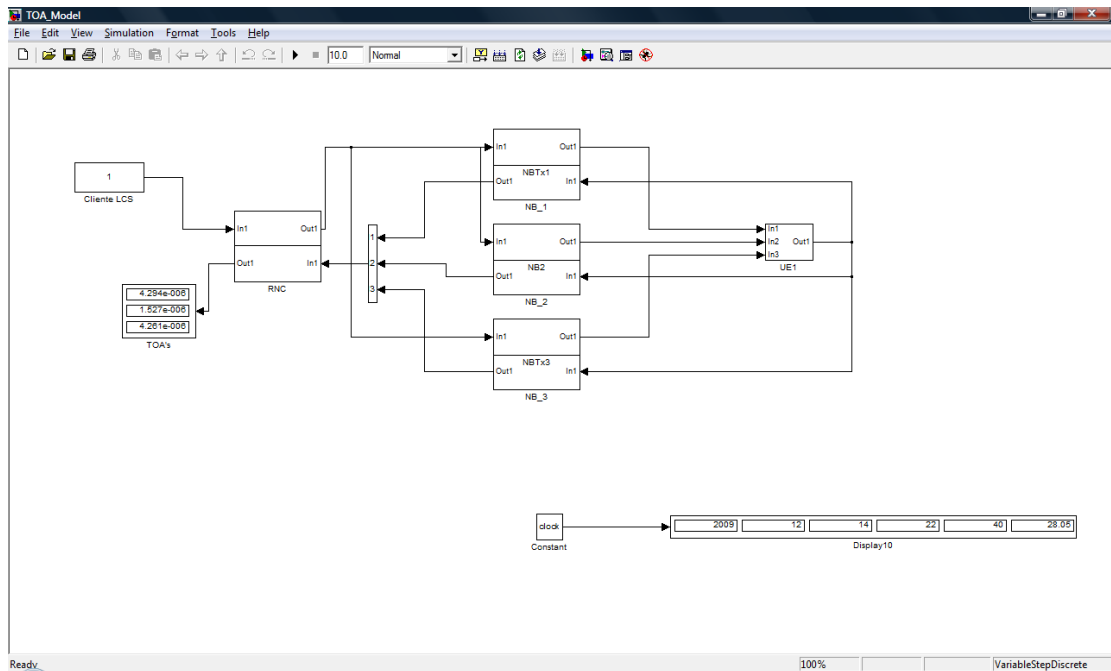 TOA_Model
File Edit View Simulation Format Tools Help
10.0 Normal
1
Cliente LCS
In1 Out1
Out1 In1
RNC
4.294e-006
1.527e-006
4.261e-006
TOA's
1
2
3
In1 Out1
NBTx1
Out1 In1
NB_1
In1 Out1
NB2
Out1 In1
NB_2
In1 Out1
NBTx3
Out1 In1
NB_3
In1
In2 Out1
In3
UE1
clock
Constant
2009 12 14 22 40 28.05
Display10
Ready 100% VariableStepDiscrete